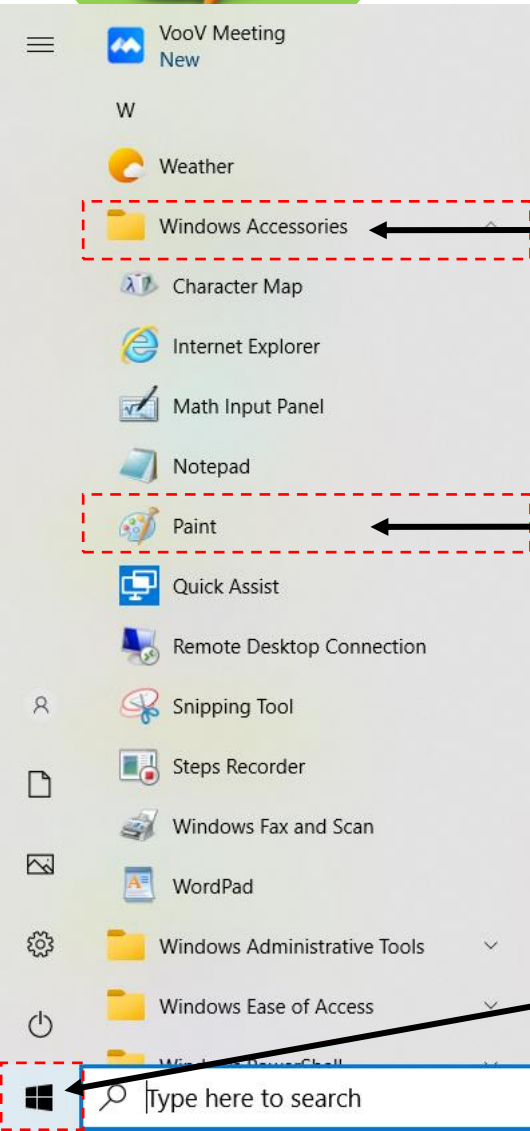 VooV Meeting
New
W
Weather
Windows Accessories
Character Map
Internet Explorer
Math Input Panel
Notepad
Paint
Quick Assist
Remote Desktop Connection
Snipping Tool
Steps Recorder
Windows Fax and Scan
WordPad
Windows Administrative Tools
Windows Ease of Access
Windows PowerShell
Type here to search